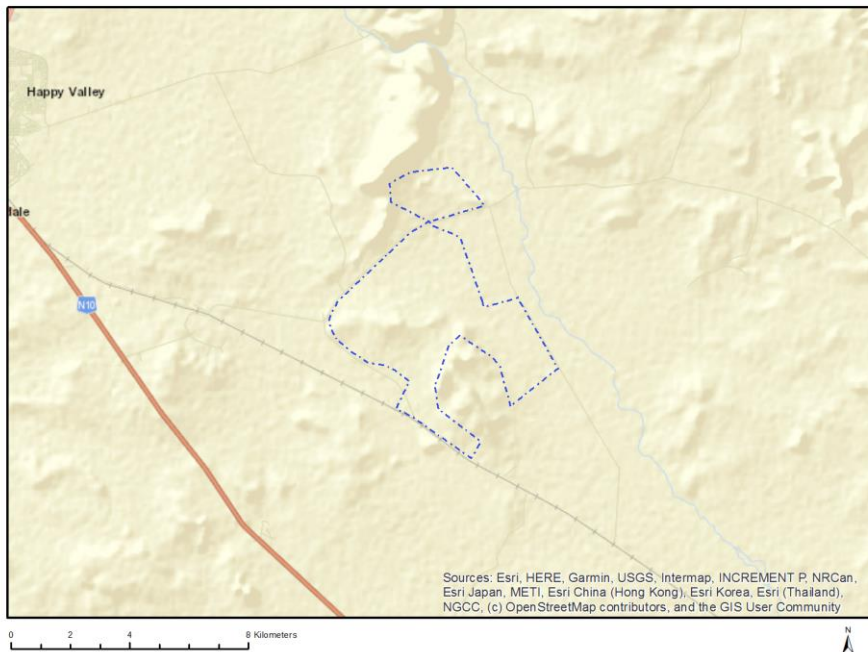 Happy Valley
dale
N10
Sources: Esri, HERE, Garmin, USGS, Intermap, INCREMENT P, NRCan,
Esri Japan, METI, Esri China (Hong Kong), Esri Korea, Esri (Thailand),
NGCC, (c) OpenStreetMap contributors, and the GIS User Community
0 2 4 8 Kilometers
N